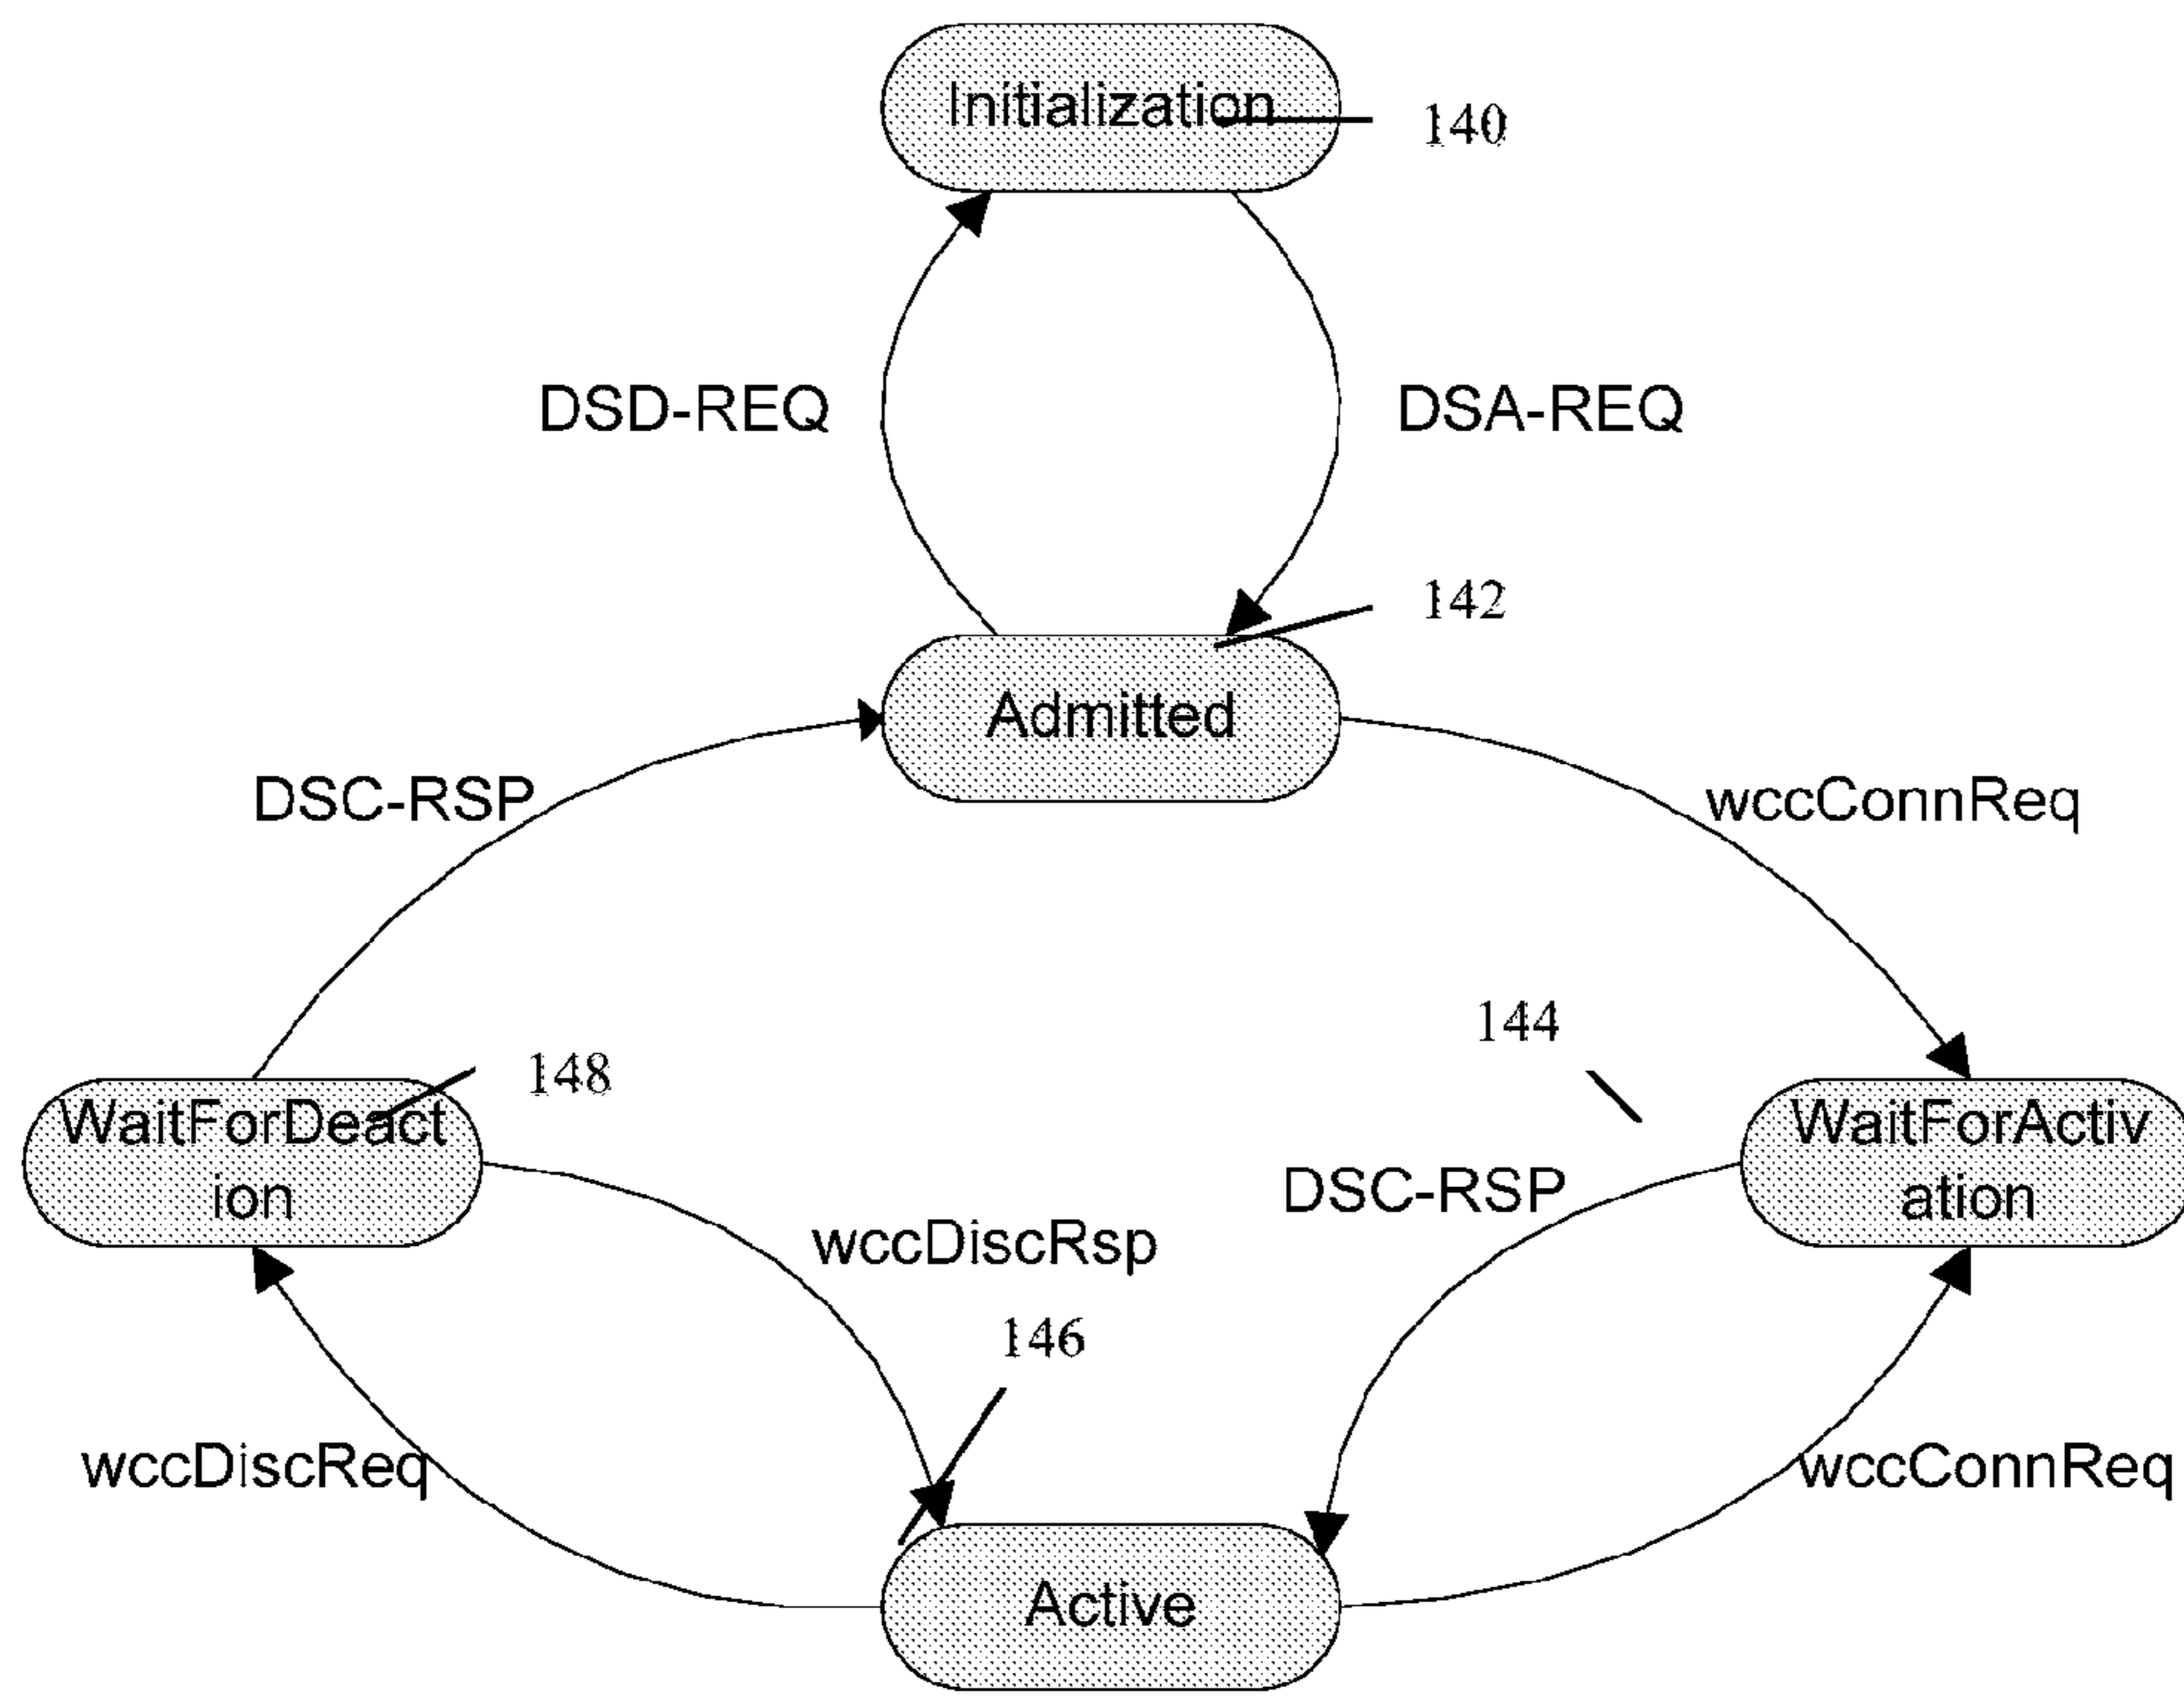 Initialization
140
DSD-REQ
DSA-REQ
142
Admitted
DSC-RSP
wccConnReq
144
148
WaitForDeact
ion
WaitForActiv
ation
DSC-RSP
wccDiscRsp
146
wccDiscReq
wccConnReq
Active